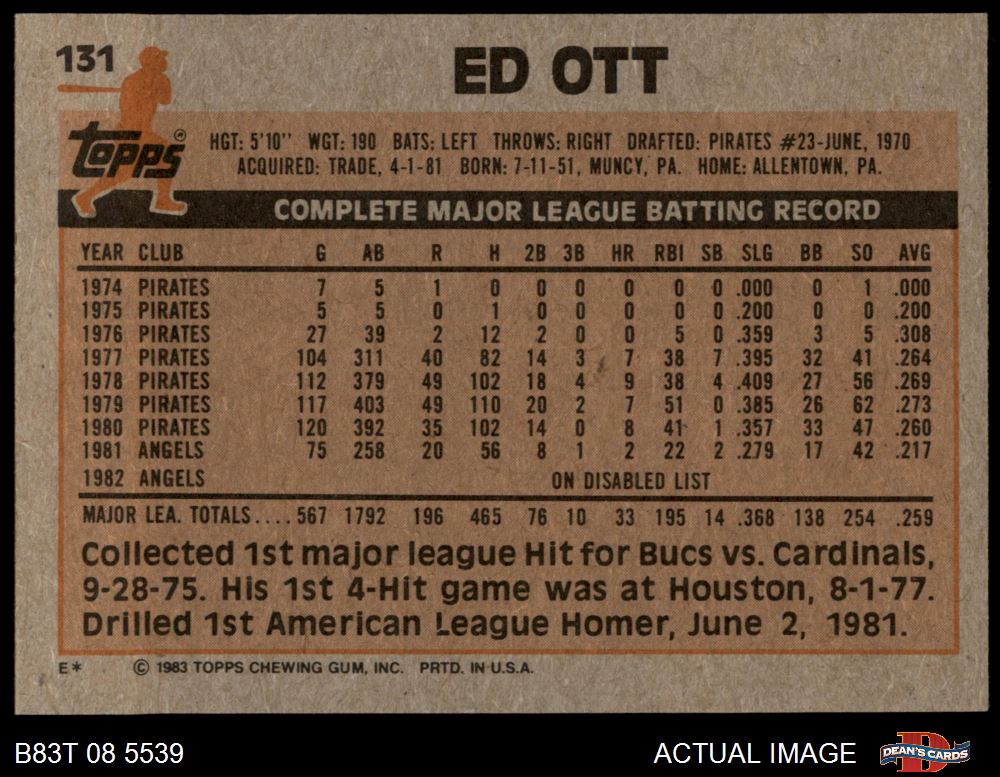 131
ED OTT
Topps ®
HGT: 5'10" WGT: 190 BATS: LEFT THROWS: RIGHT DRAFTED: PIRATES #23-JUNE, 1970
ACQUIRED: TRADE, 4-1-81 BORN: 7-11-51, MUNCY, PA. HOME: ALLENTOWN, PA.
COMPLETE MAJOR LEAGUE BATTING RECORD
YEAR CLUB G AB R H 2B 3B HR RBI SB SLG BB SO AVG
1974 PIRATES 7 5 1 0 0 0 0 0 0 .000 0 1 .000
1975 PIRATES 5 5 0 1 0 0 0 0 0 .200 0 0 .200
1976 PIRATES 27 39 2 12 2 0 0 5 0 .359 3 5 .308
1977 PIRATES 104 311 40 82 14 3 7 38 7 .395 32 41 .264
1978 PIRATES 112 379 49 102 18 4 9 38 4 .409 27 56 .269
1979 PIRATES 117 403 49 110 20 2 7 51 0 .385 26 62 .273
1980 PIRATES 120 392 35 102 14 0 8 41 1 .357 33 47 .260
1981 ANGELS 75 258 20 56 8 1 2 22 2 .279 17 42 .217
1982 ANGELS ON DISABLED LIST
MAJOR LEA. TOTALS.... 567 1792 196 465 76 10 33 195 14 .368 138 254 .259
Collected 1st major league Hit for Bucs vs. Cardinals,
9-28-75. His 1st 4-Hit game was at Houston, 8-1-77.
Drilled 1st American League Homer, June 2, 1981.
E* © 1983 TOPPS CHEWING GUM, INC. PRTD. IN U.S.A.
B83T 08 5539 ACTUAL IMAGE DEAN'S CARDS